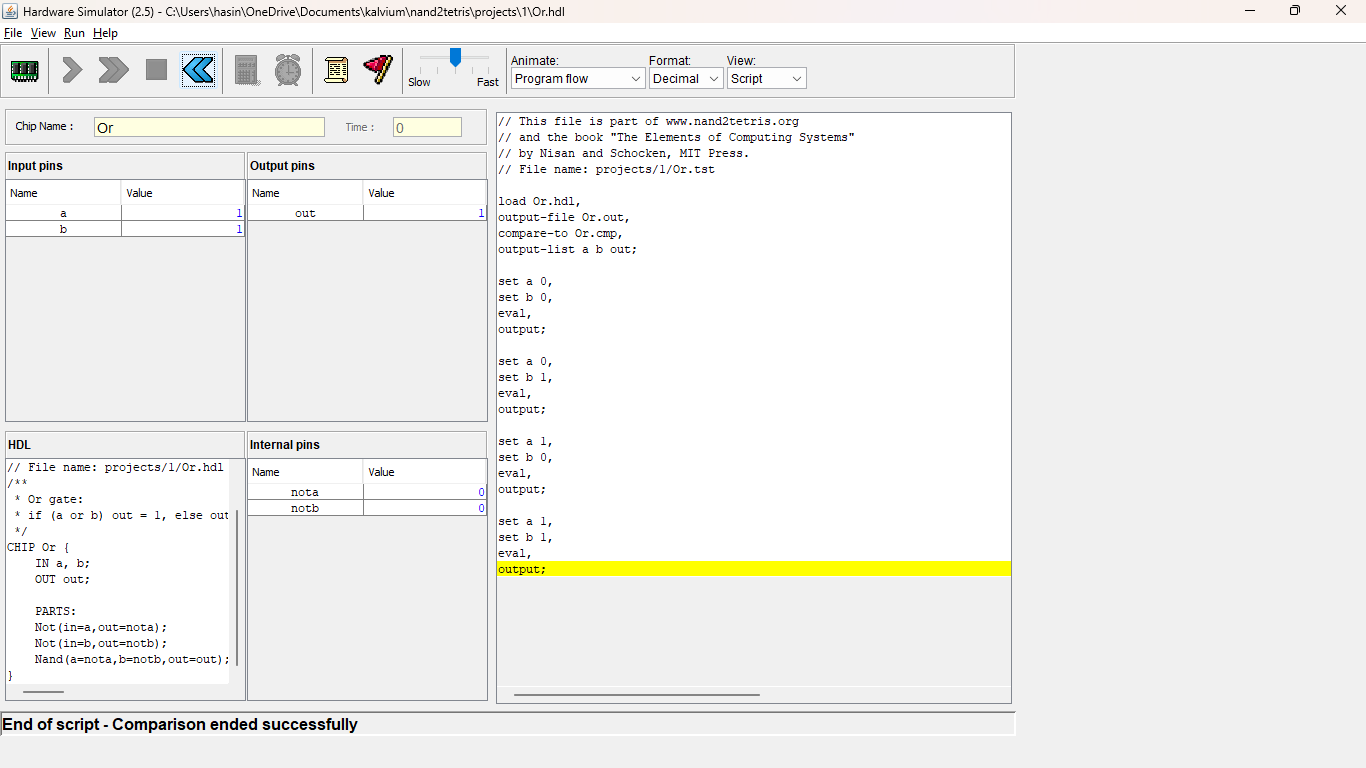 Hardware Simulator (2.5) - C:\Users\hasin\OneDrive\Documents\kalvium\nand2tetris\projects\1\Or.hdl
File View Run Help
Animate: Format: View:
Slow Fast Program flow Decimal Script
Chip Name : Or Time : 0
Input pins
Name Value
a 1
b 1
Output pins
Name Value
out 1
HDL
// File name: projects/1/Or.hdl
/**
* Or gate:
* if (a or b) out = 1, else out
*/
CHIP Or {
IN a, b;
OUT out;
PARTS:
Not(in=a,out=nota);
Not(in=b,out=notb);
Nand(a=nota,b=notb,out=out);
}
Internal pins
Name Value
nota 0
notb 0
// This file is part of www.nand2tetris.org
// and the book "The Elements of Computing Systems"
// by Nisan and Schocken, MIT Press.
// File name: projects/1/Or.tst
load Or.hdl,
output-file Or.out,
compare-to Or.cmp,
output-list a b out;
set a 0,
set b 0,
eval,
output;
set a 0,
set b 1,
eval,
output;
set a 1,
set b 0,
eval,
output;
set a 1,
set b 1,
eval,
output;
End of script - Comparison ended successfully